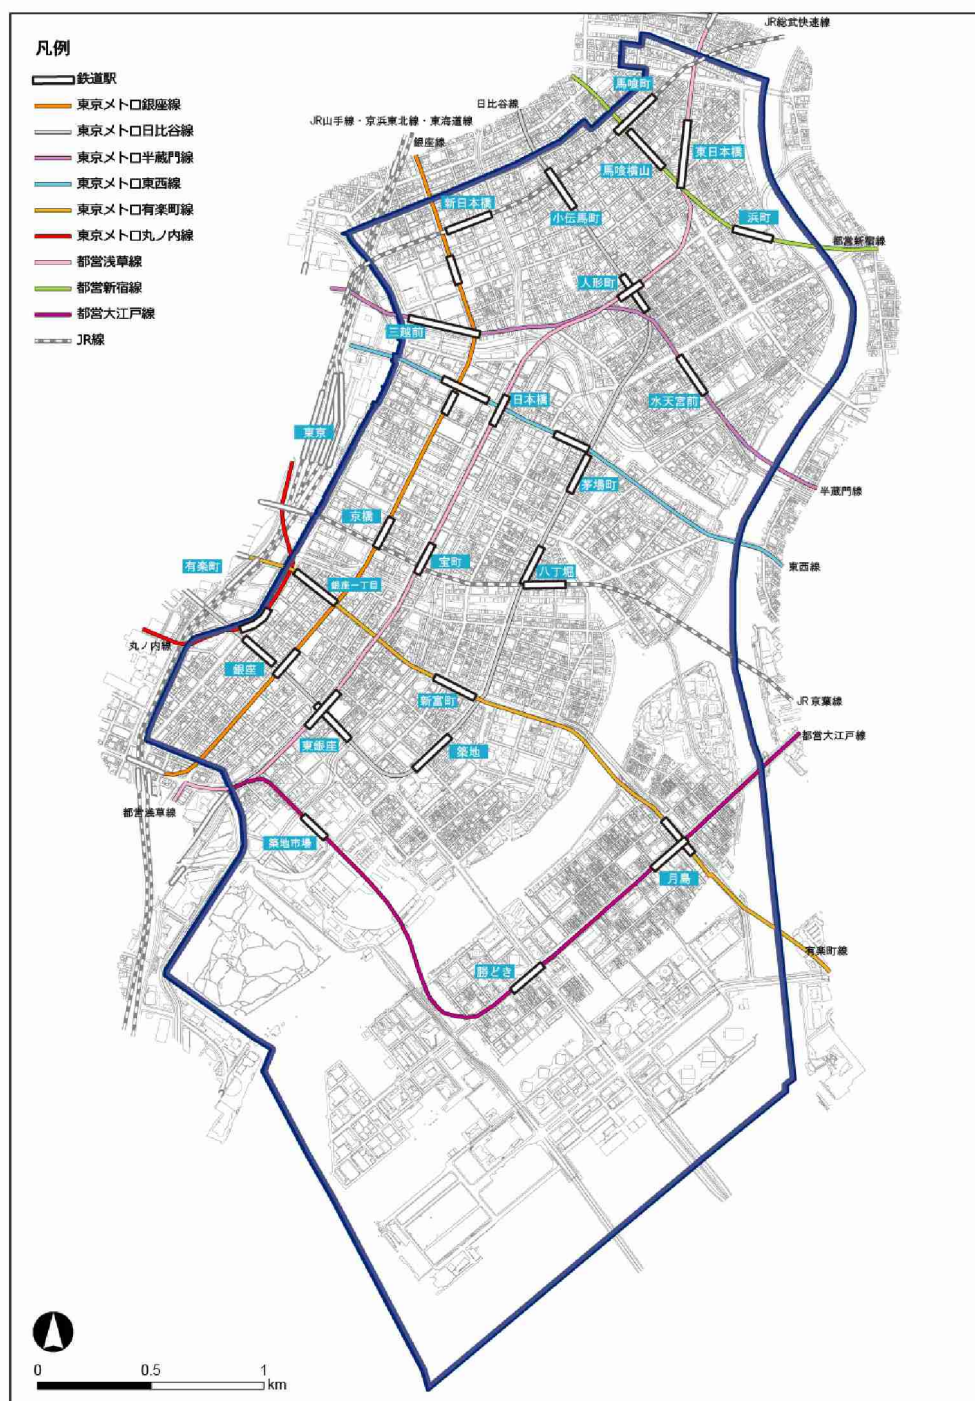 凡例
鉄道駅
東京メトロ銀座線
東京メトロ日比谷線
東京メトロ半蔵門線
東京メトロ東西線
東京メトロ有楽町線
東京メトロ丸ノ内線
都営浅草線
都営新宿線
都営大江戸線
JR線
JR総武快速線
日比谷線
JR山手線・京浜東北線・東海道線
銀座線
馬喰町
東日本橋
馬喰横山
新日本橋
小伝馬町
浜町
都営新宿線
人形町
三越前
日本橋
水天宮前
東京
茅場町
半蔵門線
京橋
宝町
八丁堀
東西線
有楽町
銀座一丁目
丸ノ内線
銀座
新富町
JR京葉線
東銀座
築地
都営大江戸線
都営浅草線
築地市場
月島
勝どき
有楽町線
0
0.5
1
km